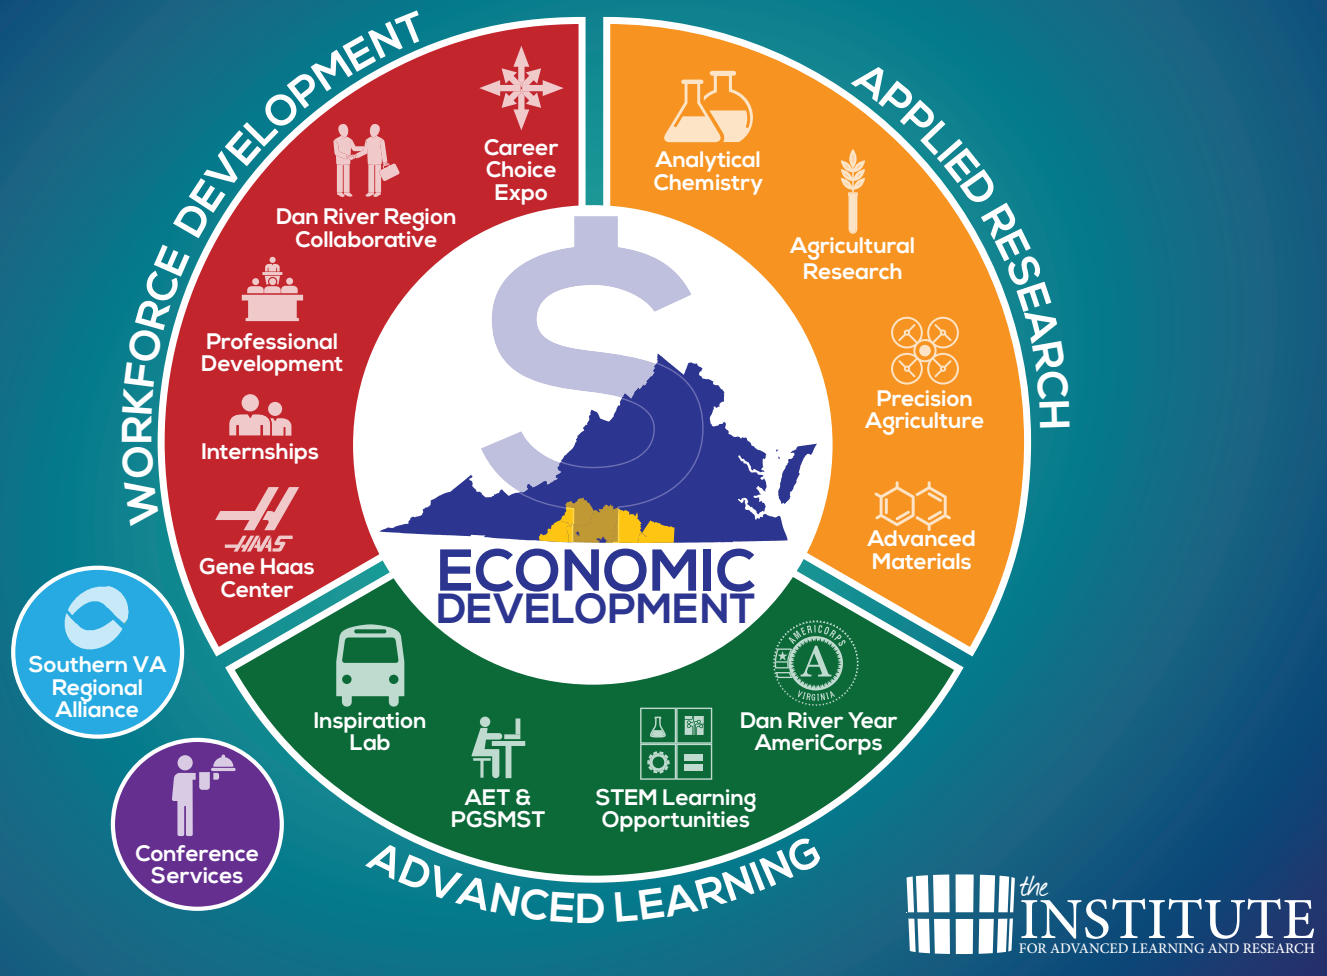 WORKFORCE DEVELOPMENT
Career
Choice
Expo
Dan River Region
Collaborative
Professional
Development
Internships
HAAS
Gene Haas
Center
APPLIED RESEARCH
Analytical
Chemistry
Agricultural
Research
Precision
Agriculture
Advanced
Materials
$
ECONOMIC
DEVELOPMENT
Inspiration
Lab
AET &
PGSMST
STEM Learning
Opportunities
AMERICORPS
A
VIRGINIA
Dan River Year
AmeriCorps
ADVANCED LEARNING
Southern VA
Regional
Alliance
Conference
Services
the
INSTITUTE
FOR ADVANCED LEARNING AND RESEARCH